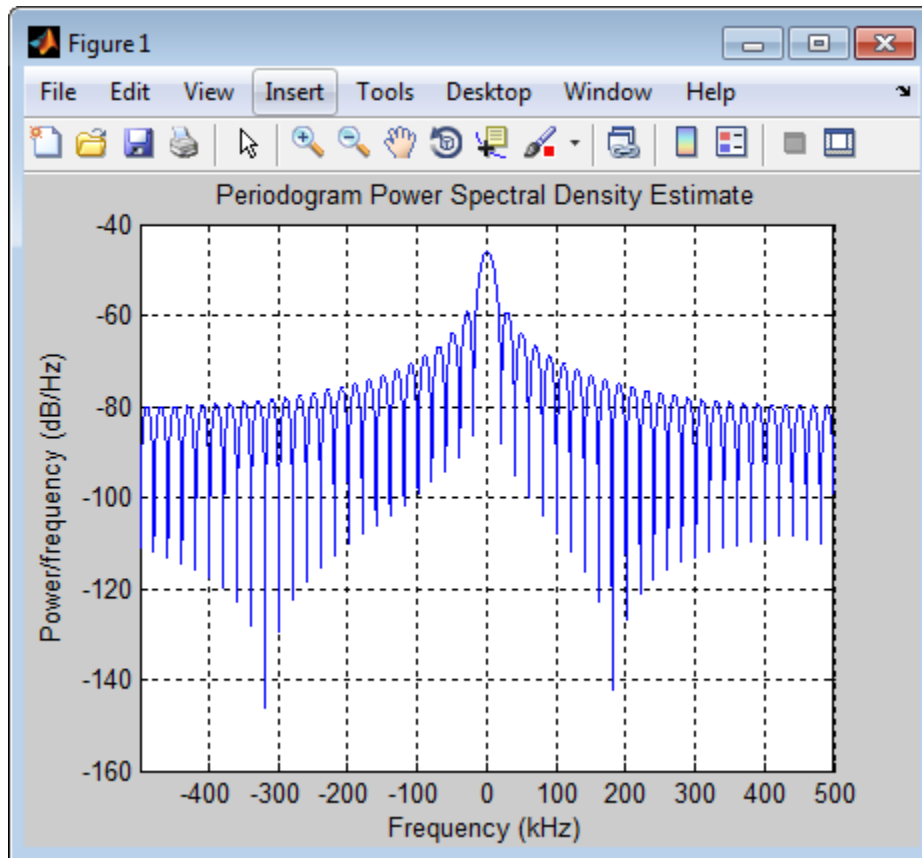 Figure 1
File Edit View Insert Tools Desktop Window Help
Periodogram Power Spectral Density Estimate
-40
-60
-80
-100
-120
-140
-160
Power/frequency (dB/Hz)
-400 -300 -200 -100 0 100 200 300 400 500
Frequency (kHz)